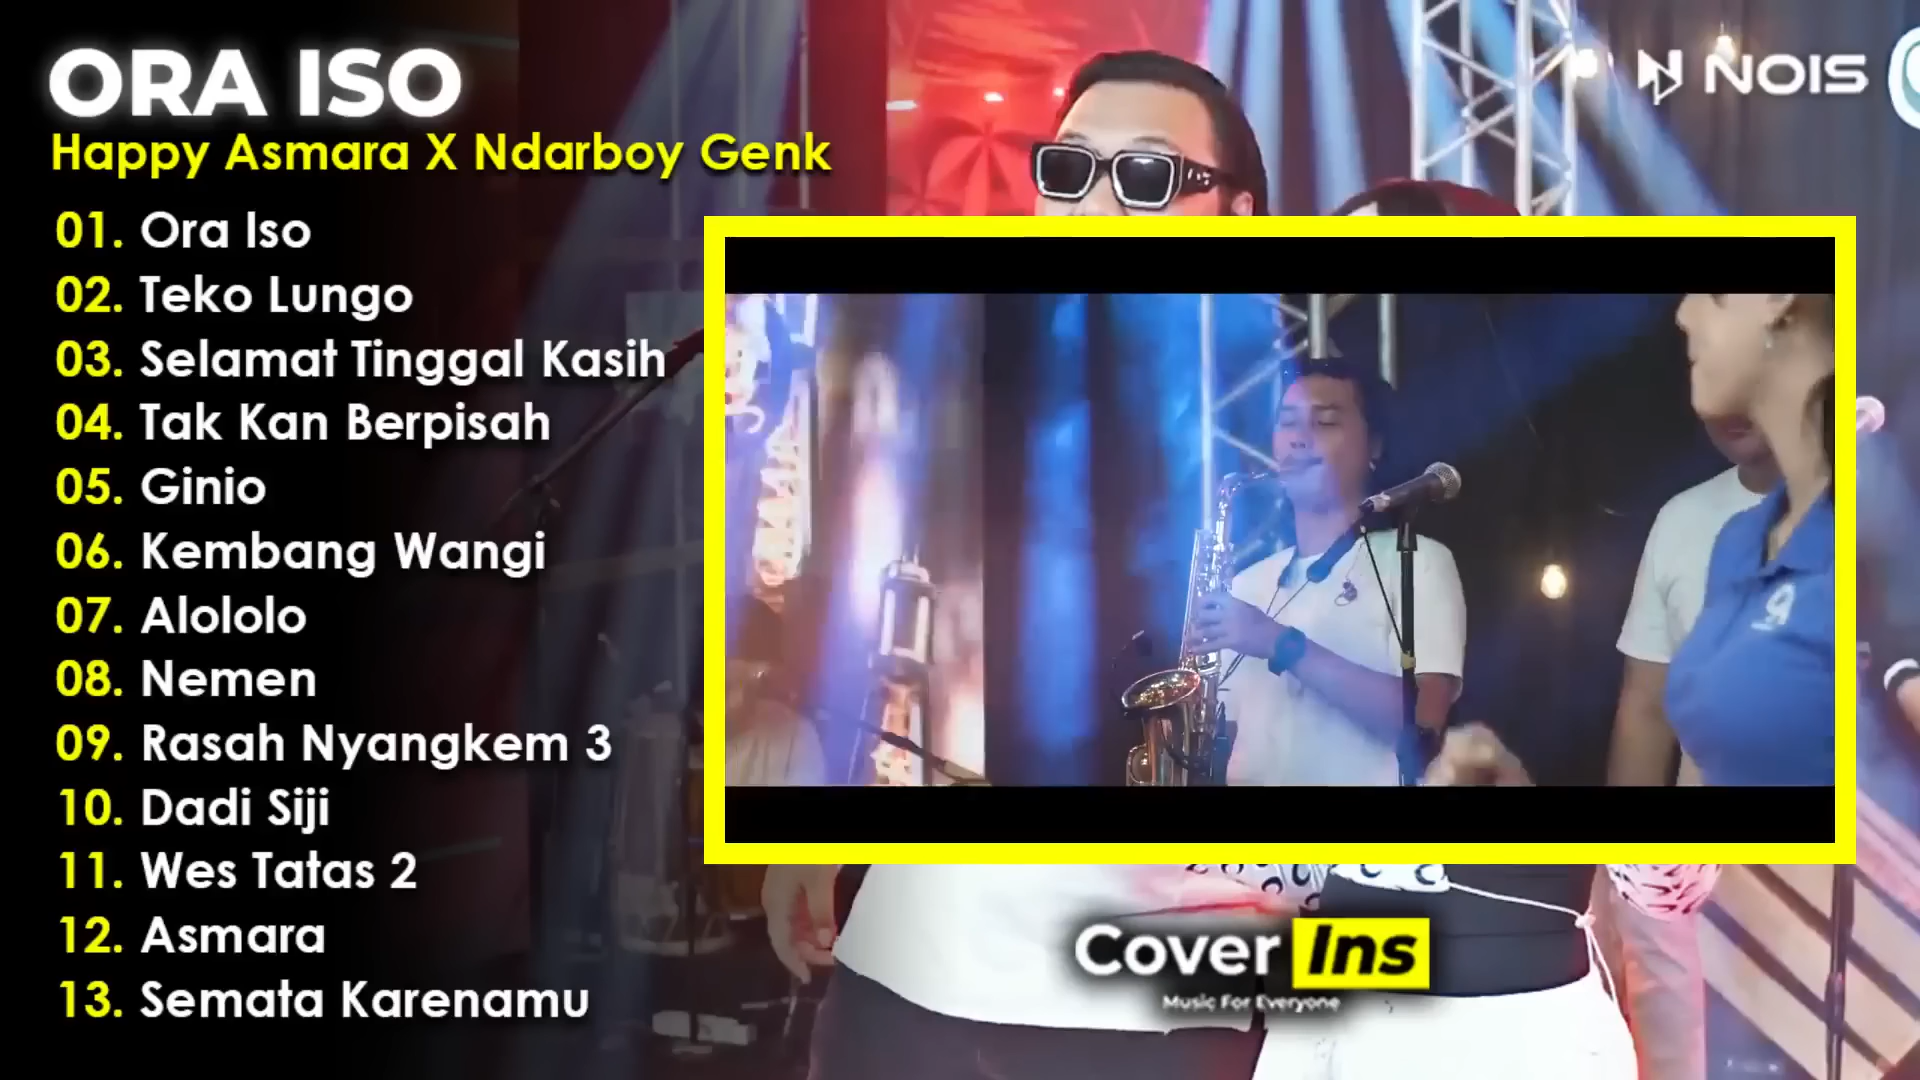 ORA ISO
Happy Asmara X Ndarboy Genk
01. Ora Iso
02. Teko Lungo
03. Selamat Tinggal Kasih
04. Tak Kan Berpisah
05. Ginio
06. Kembang Wangi
07. Alololo
08. Nemen
09. Rasah Nyangkem 3
10. Dadi Siji
11. Wes Tatas 2
12. Asmara
13. Semata Karenamu
NOIS
Cover Ins
Music For Everyone